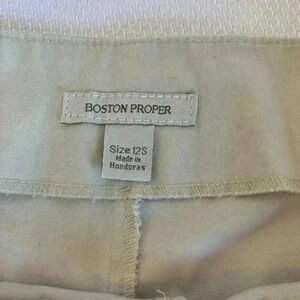 BOSTON PROPER
Size 12S
Made in
Honduras